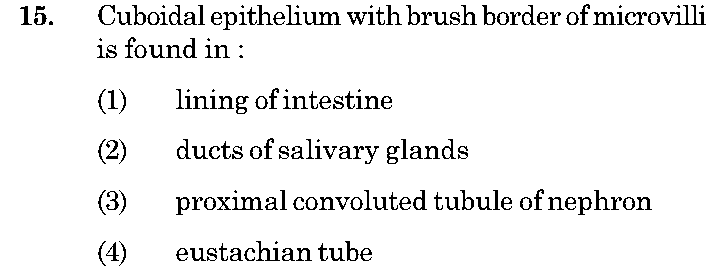 15. Cuboidal epithelium with brush border of microvilli
is found in :
(1) lining of intestine
(2) ducts of salivary glands
(3) proximal convoluted tubule of nephron
(4) eustachian tube